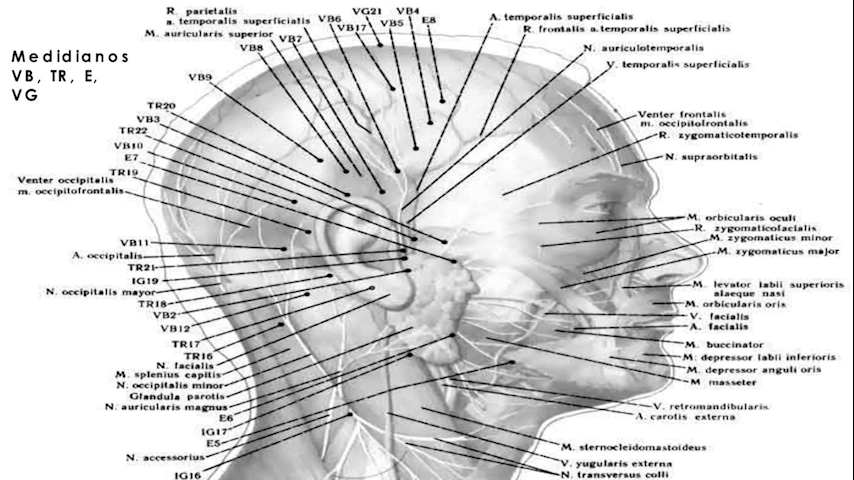 Medidianos
VB, TR, E,
VG
R. parietalis
a. temporalis superficialis
M. auricularis superior
VB8
VB7
VB6
VB17
VG21
VB5
VB4
E8
A. temporalis superficialis
R. frontalis a. temporalis superficialis
N. auriculotemporalis
V. temporalis superficialis
VB9
TR20
VB3
TR22
VB10
E7
TR19
Venter occipitalis
m. occipitofrontalis
VB11
A. occipitalis
TR21
IG19
N. occipitalis mayor
TR18
VB2
VB12
TR17
TR16
N. facialis
M. splenius capitis
N. occipitalis minor
Glandula parotis
N. auricularis magnus
E6
IG17
E5
N. accessorius
IG16
Venter frontalis
m. occipitofrontalis
R. zygomaticotemporalis
N. supraorbitalis
M. orbicularis oculi
R. zygomaticofacialis
M. zygomaticus minor
M. zygomaticus major
M. levator labii superioris
alaeque nasi
M. orbicularis oris
V. facialis
A. facialis
M. buccinator
M. depressor labii inferioris
M. depressor anguli oris
M masseter
V. retromandibularis
A. carotis externa
M. sternocleidomastoideus
V. yugularis externa
N. transversus colli